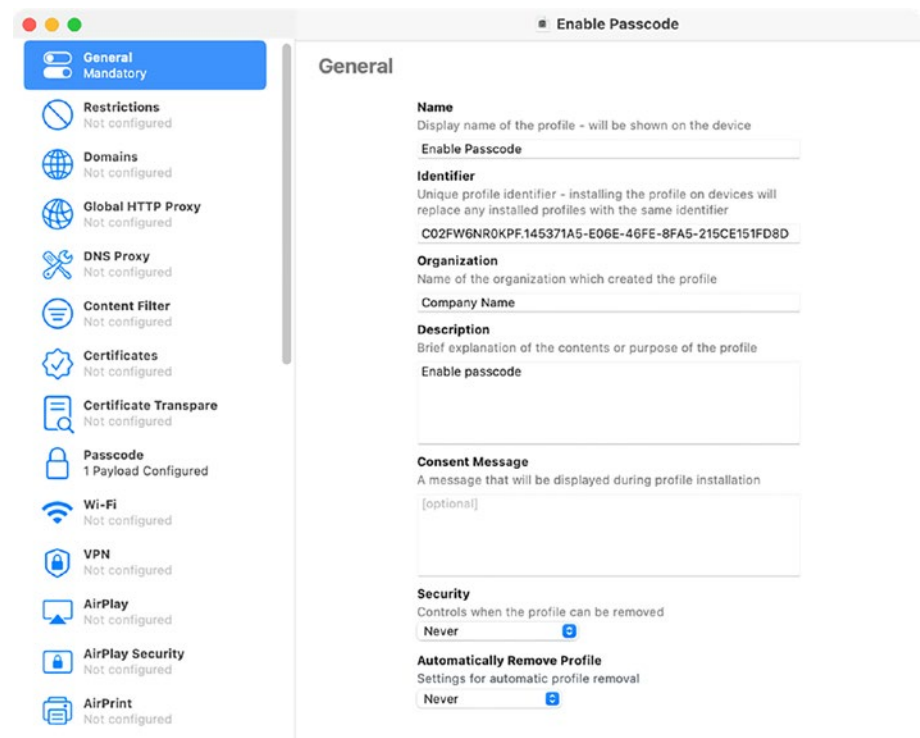 Enable Passcode
General
Mandatory
Restrictions
Not configured
Domains
Not configured
Global HTTP Proxy
Not configured
DNS Proxy
Not configured
Content Filter
Not configured
Certificates
Not configured
Certificate Transpare
Not configured
Passcode
1 Payload Configured
Wi-Fi
Not configured
VPN
Not configured
AirPlay
Not configured
AirPlay Security
Not configured
AirPrint
Not configured
General
Name
Display name of the profile - will be shown on the device
Enable Passcode
Identifier
Unique profile identifier - installing the profile on devices will
replace any installed profiles with the same identifier
C02FW6NR0KPF.145371A5-E06E-46FE-8FA5-215CE151FD8D
Organization
Name of the organization which created the profile
Company Name
Description
Brief explanation of the contents or purpose of the profile
Enable passcode
Consent Message
A message that will be displayed during profile installation
[optional]
Security
Controls when the profile can be removed
Never
Automatically Remove Profile
Settings for automatic profile removal
Never